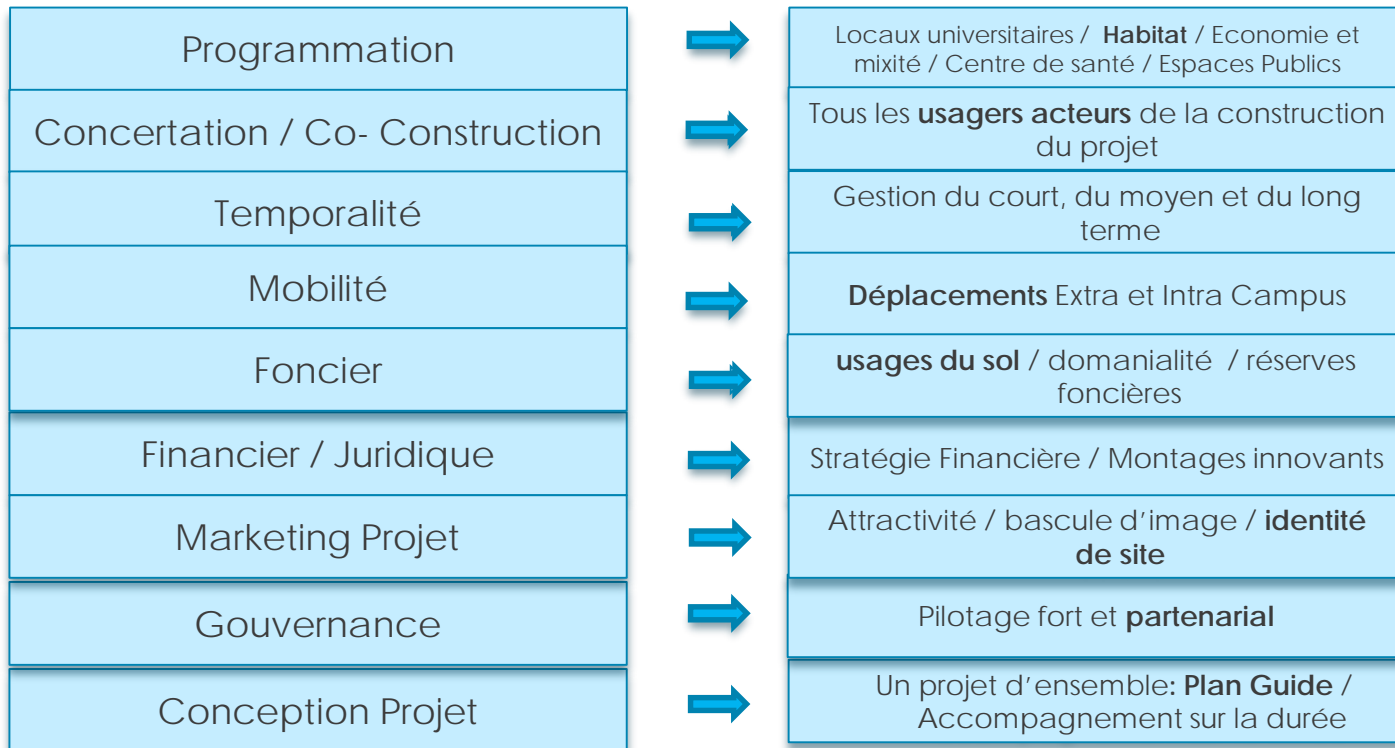 Programmation
Locaux universitaires / Habitat / Economie et
mixité / Centre de santé / Espaces Publics
Concertation / Co- Construction
Tous les usagers acteurs de la construction
du projet
Temporalité
Gestion du court, du moyen et du long
terme
Mobilité
Déplacements Extra et Intra Campus
Foncier
usages du sol / domanialité / réserves
foncières
Financier / Juridique
Stratégie Financière / Montages innovants
Marketing Projet
Attractivité / bascule d'image / identité
de site
Gouvernance
Pilotage fort et partenarial
Conception Projet
Un projet d'ensemble: Plan Guide /
Accompagnement sur la durée